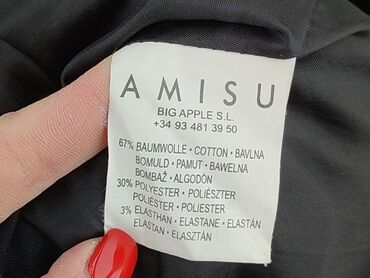 AMISU
BIG APPLE S.L.
+34 93 481 39 50
67% BAUMWOLLE • COTTON • BAVLNA
BOMULD • PAMUT • BAWELNA
BOMBAŽ • ALGODÓN
30% POLYESTER • POLIÉSZTER
POLIÉSTER • POLIESTER
3% ELASTHAN • ELASTANE • ELASTÁN
ELASTAN • ELASZTÁN